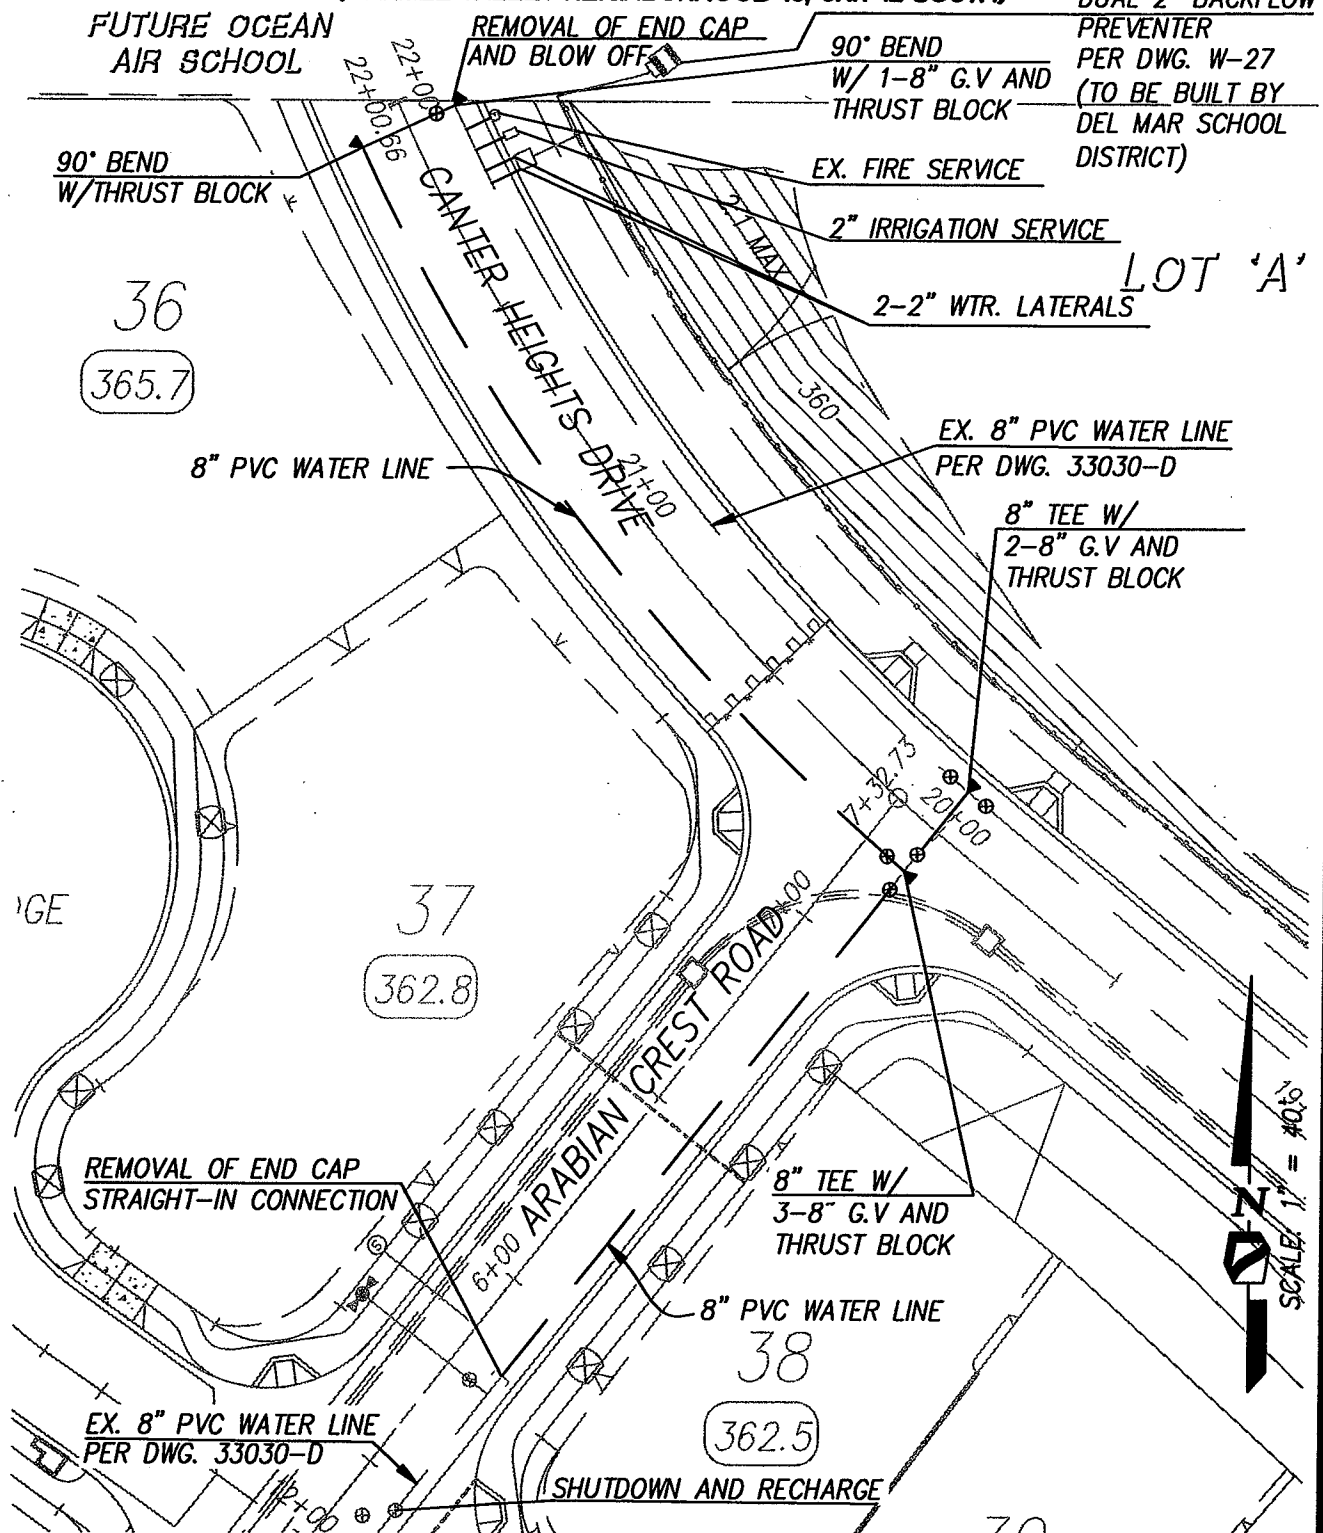 FUTURE OCEAN
AIR SCHOOL
REMOVAL OF END CAP
AND BLOW OFF
90° BEND
W/ 1-8" G.V AND
THRUST BLOCK
DUAL 2" BACKFLOW
PREVENTER
PER DWG. W-27
(TO BE BUILT BY
DEL MAR SCHOOL
DISTRICT)
22+00
22+00.66
90° BEND
W/THRUST BLOCK
EX. FIRE SERVICE
2" IRRIGATION SERVICE
2-2" WTR. LATERALS
2:1 MAX
LOT 'A'
36
365.7
CANTER HEIGHTS DRIVE
360
8" PVC WATER LINE
21+00
EX. 8" PVC WATER LINE
PER DWG. 33030-D
8" TEE W/
2-8" G.V AND
THRUST BLOCK
7+32.73
20+00
37
362.8
7+00
ARABIAN CREST ROAD
REMOVAL OF END CAP
STRAIGHT-IN CONNECTION
S
6+00
8" TEE W/
3-8" G.V AND
THRUST BLOCK
8" PVC WATER LINE
N
SCALE: 1" = 40'
38
362.5
EX. 8" PVC WATER LINE
PER DWG. 33030-D
SHUTDOWN AND RECHARGE